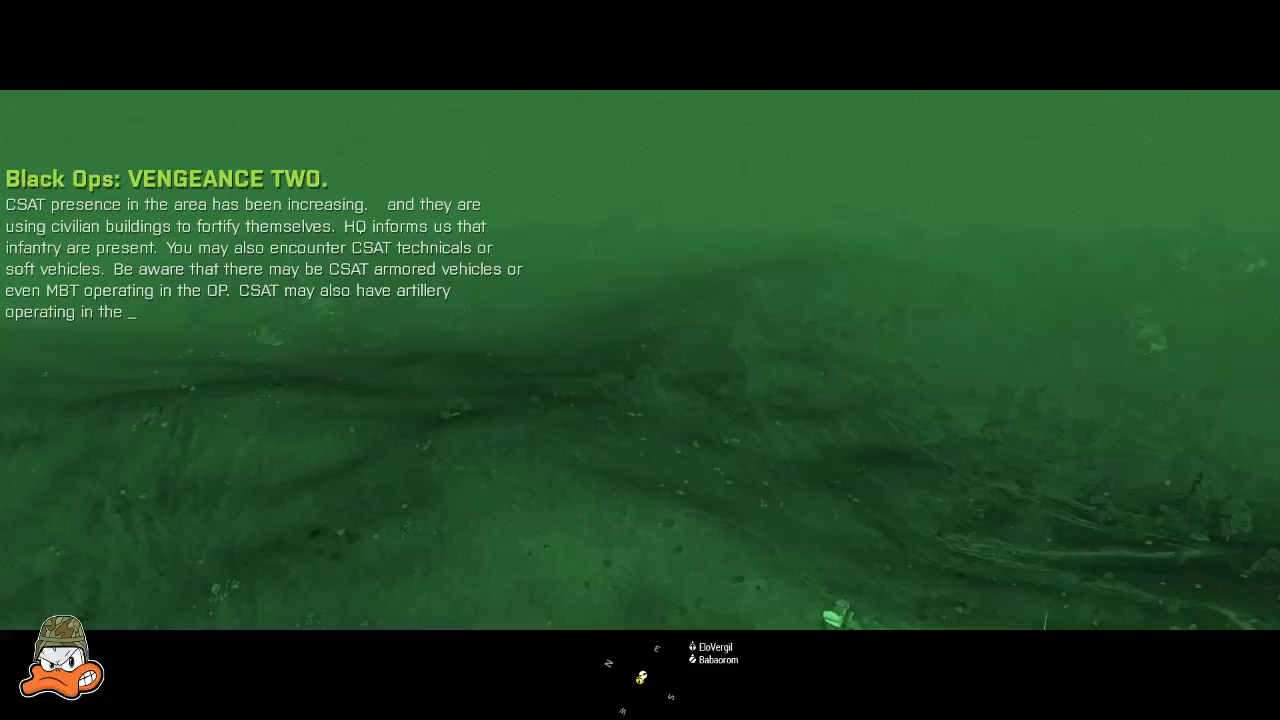 Black Ops: VENGEANCE TWO.
CSAT presence in the area has been increasing.   and they are
using civilian buildings to fortify themselves.  HQ informs us that
infantry are present.  You may also encounter CSAT technicals or
soft vehicles.  Be aware that there may be CSAT armored vehicles or
even MBT operating in the OP.  CSAT may also have artillery
operating in the _
EloVergil
Babaorom
N
E
S
W